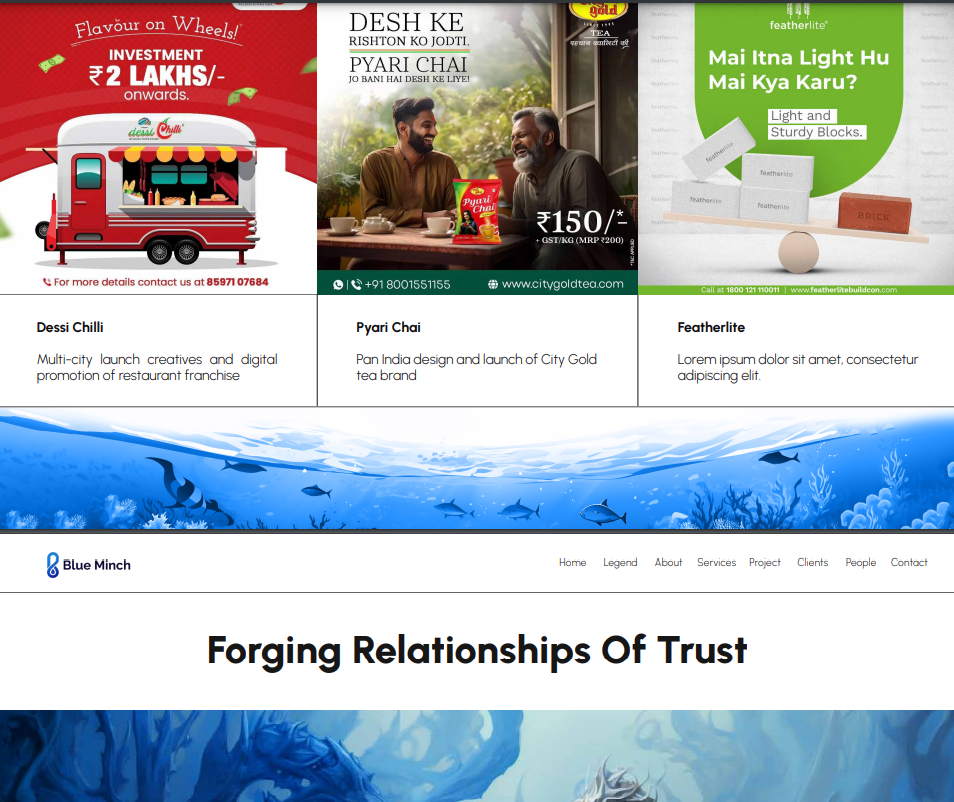 Flavour on Wheels!
INVESTMENT
₹2 LAKHS/-
onwards.
dessi Chilli
For more details contact us at 85971 07684
DESH KE
RISHTON KO JODTI.
PYARI CHAI
JO BANI HAI DESH KE LIYE!
gold
SINCE 1995
TEA
पहचान क्वालिटी की
Pyari
Chai
₹150/-*
+ GST/KG (MRP ₹200)
*T&C APPLIED
+91 8001551155
www.citygoldtea.com
featherlite
Mai Itna Light Hu
Mai Kya Karu?
Light and
Sturdy Blocks.
featherlite
featherlite
featherlite
featherlite
BRICK
Call at 1800 121 110011 | www.featherlitebuildcon.com
Dessi Chilli
Multi-city launch creatives and digital
promotion of restaurant franchise
Pyari Chai
Pan India design and launch of City Gold
tea brand
Featherlite
Lorem ipsum dolor sit amet, consectetur
adipiscing elit.
Blue Minch
Home Legend About Services Project Clients People Contact
Forging Relationships Of Trust